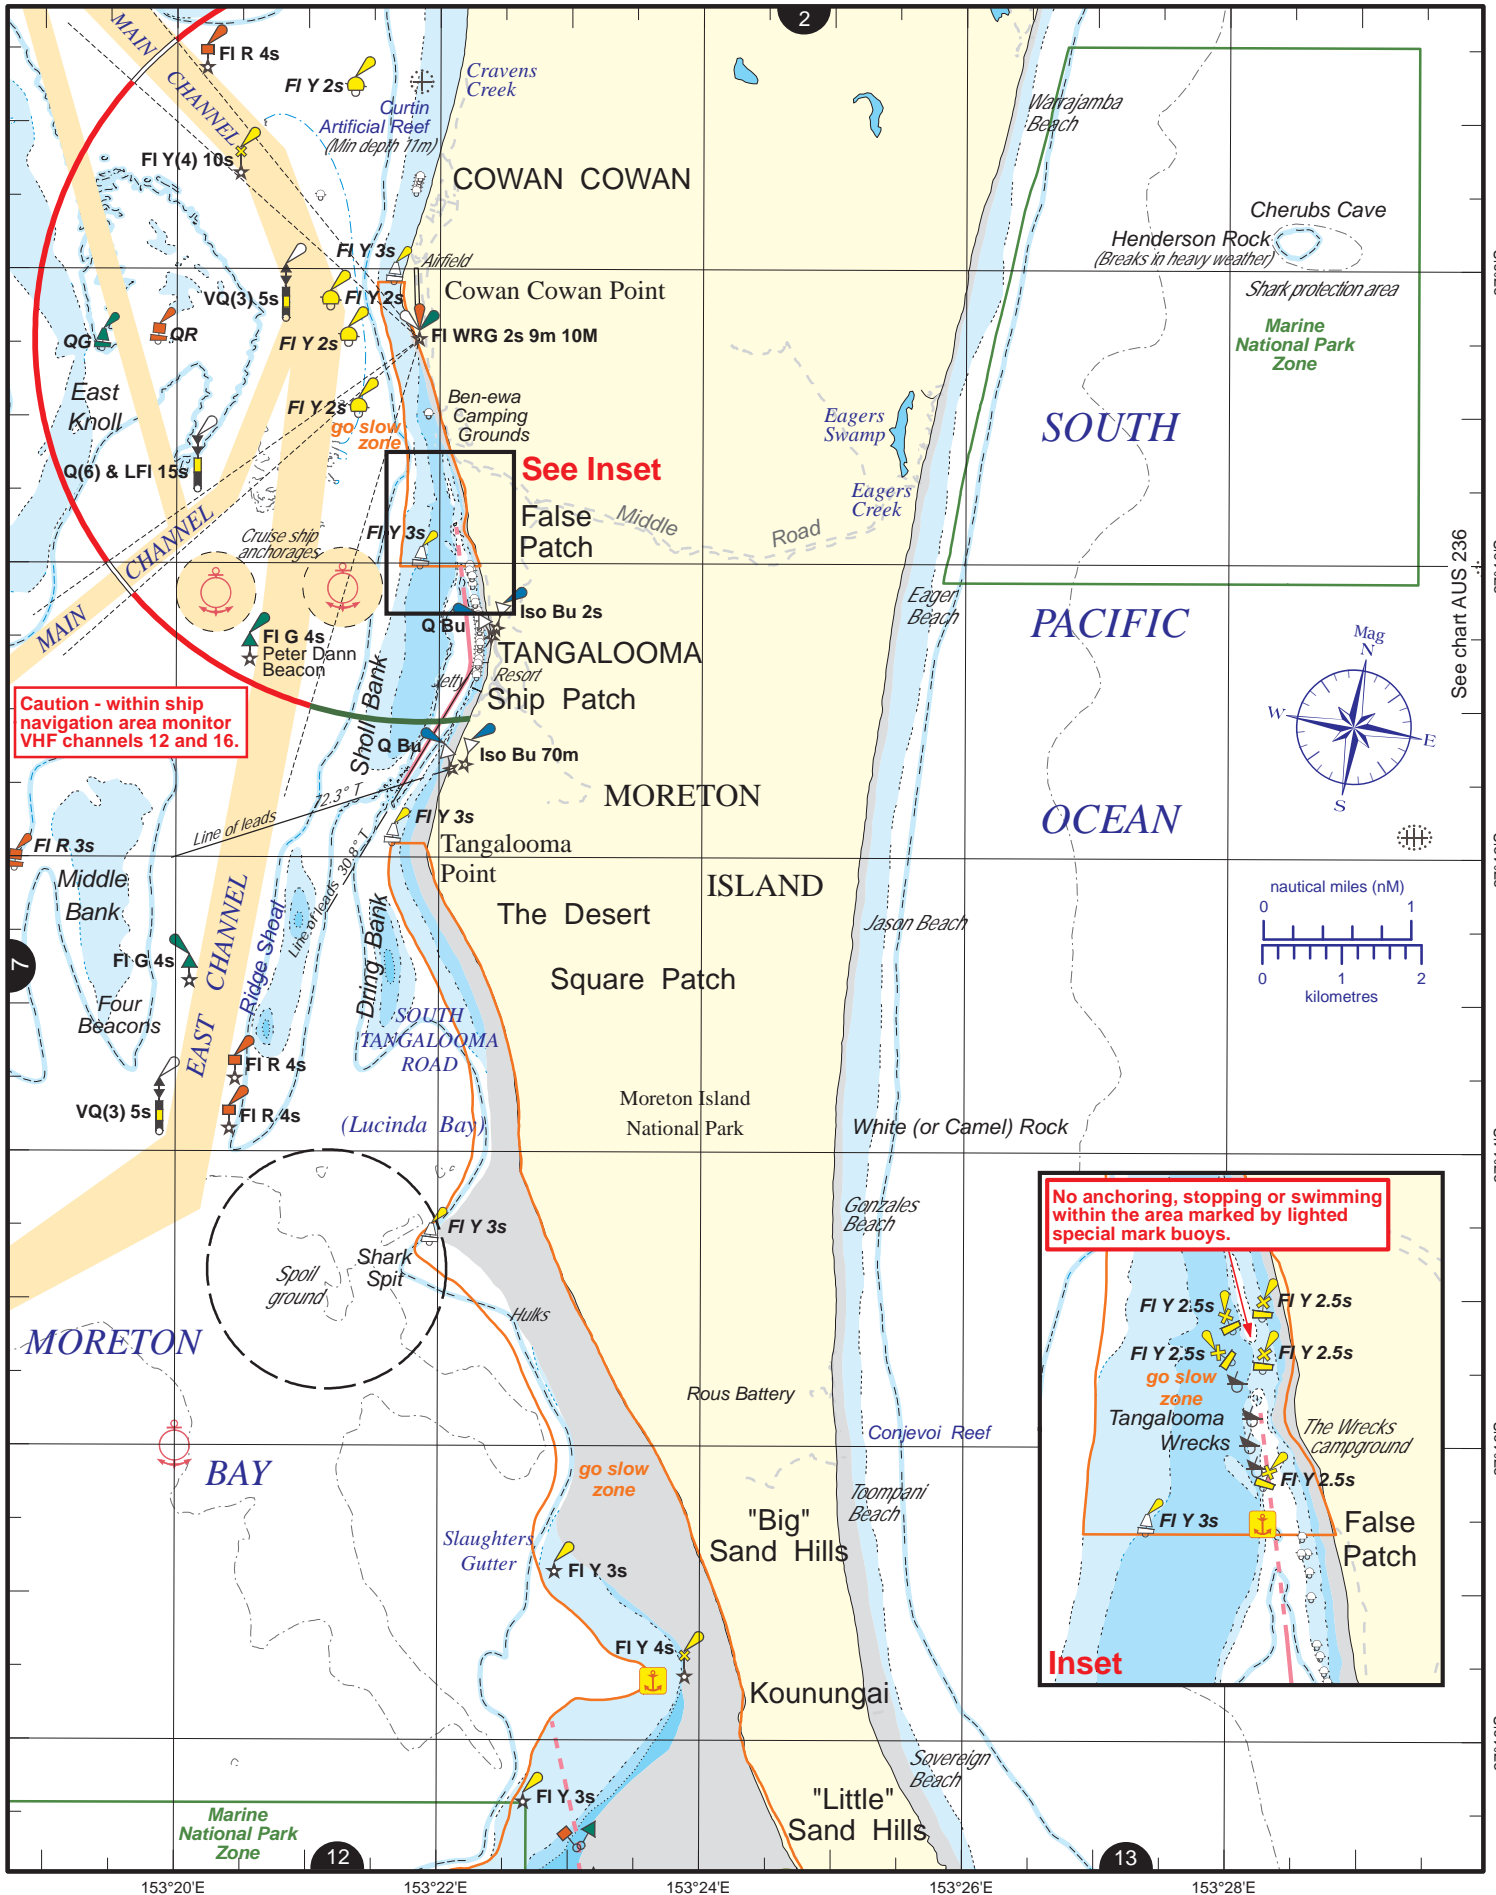 2
MAIN
CHANNEL
Fl R 4s
Fl Y 2s
Cravens
Creek
Curtin
Artificial Reef
(Min depth 11m)
Fl Y(4) 10s
COWAN COWAN
Warrajamba
Beach
Cherubs Cave
Henderson Rock
(Breaks in heavy weather)
Shark protection area
Marine
National Park
Zone
Fl Y 3s
Airfield
VQ(3) 5s
Fl Y 2s
Cowan Cowan Point
QG
QR
Fl Y 2s
Fl WRG 2s 9m 10M
East
Knoll
Fl Y 2s
go slow
zone
Ben-ewa
Camping
Grounds
Eagers
Swamp
SOUTH
Q(6) & LFl 15s
See Inset
Eagers
Creek
MAIN
CHANNEL
Cruise ship
anchorages
Fl Y 3s
False
Patch
Middle
Road
See chart AUS 236
Eager
Beach
PACIFIC
Fl G 4s
Peter Dann
Beacon
Q Bu
Iso Bu 2s
TANGALOOMA
Resort
Jetty
Ship Patch
Mag
N
W
E
S
Caution - within ship
navigation area monitor
VHF channels 12 and 16.
Sholl Bank
Q Bu
Iso Bu 70m
72.3° T
Line of leads
MORETON
OCEAN
Fl R 3s
Fl Y 3s
Tangalooma
Point
Line of leads 30.8° T
Middle
Bank
ISLAND
nautical miles (nM)
0 1
0 1 2
kilometres
The Desert
Jason Beach
7
Fl G 4s
EAST CHANNEL
Ridge Shoal
Dring Bank
Square Patch
Four
Beacons
SOUTH
TANGALOOMA
ROAD
Fl R 4s
VQ(3) 5s
Fl R 4s
(Lucinda Bay)
Moreton Island
National Park
White (or Camel) Rock
Gonzales
Beach
Fl Y 3s
Shark
Spit
Spoil
ground
Hulks
MORETON
BAY
Rous Battery
Conjevoi Reef
go slow
zone
Toompani
Beach
"Big"
Sand Hills
Slaughters
Gutter
Fl Y 3s
Fl Y 4s
Kounungai
Sovereign
Beach
Fl Y 3s
"Little"
Sand Hills
Marine
National Park
Zone
No anchoring, stopping or swimming
within the area marked by lighted
special mark buoys.
Fl Y 2.5s
Fl Y 2.5s
Fl Y 2.5s
Fl Y 2.5s
go slow
zone
Tangalooma
Wrecks
The Wrecks
campground
Fl Y 2.5s
Fl Y 3s
False
Patch
Inset
12
13
153°20'E
153°22'E
153°24'E
153°26'E
153°28'E